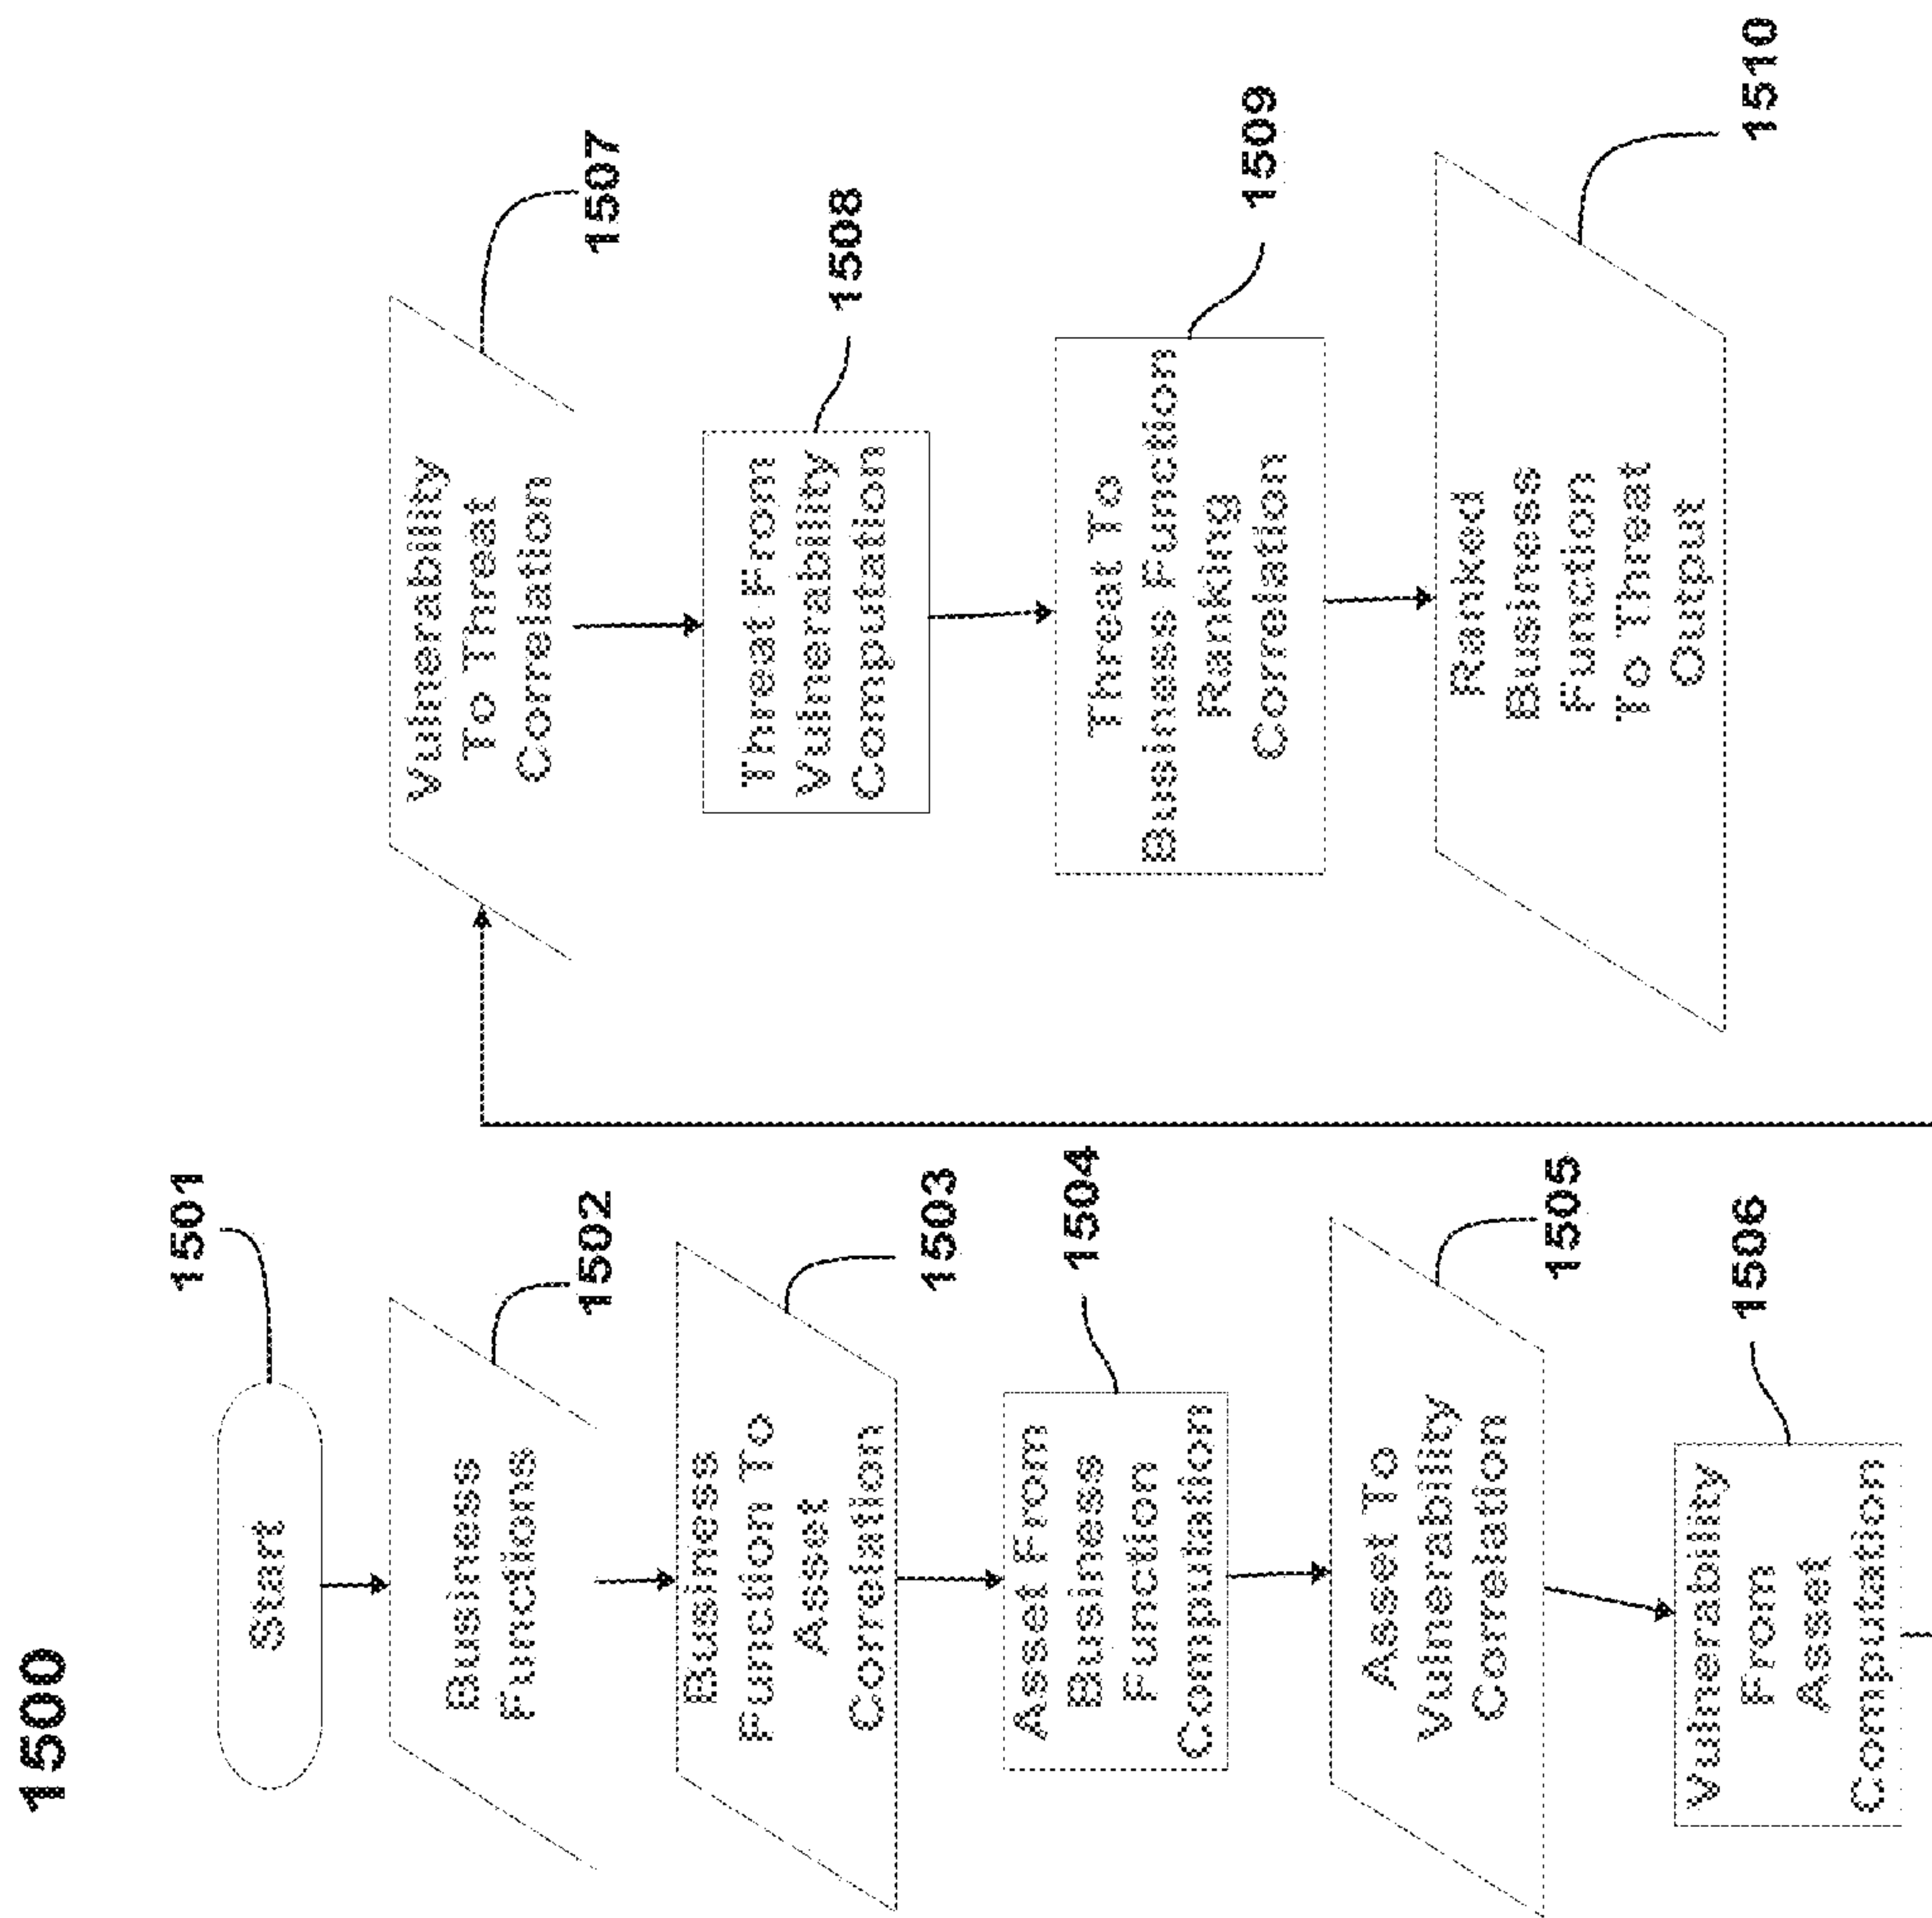 1500
Start
1501
Business
Functions
1502
Business
Function To
Asset
Correlation
1503
Asset From
Business
Function
Computation
1504
Asset To
Vulnerability
Correlation
1505
Vulnerability
From
Asset
Computation
1506
Vulnerability
To Threat
Correlation
1507
Threat From
Vulnerability
Computation
1508
Threat To
Business Function
Ranking
Correlation
1509
Ranked
Business
Function
To Threat
Output
1510